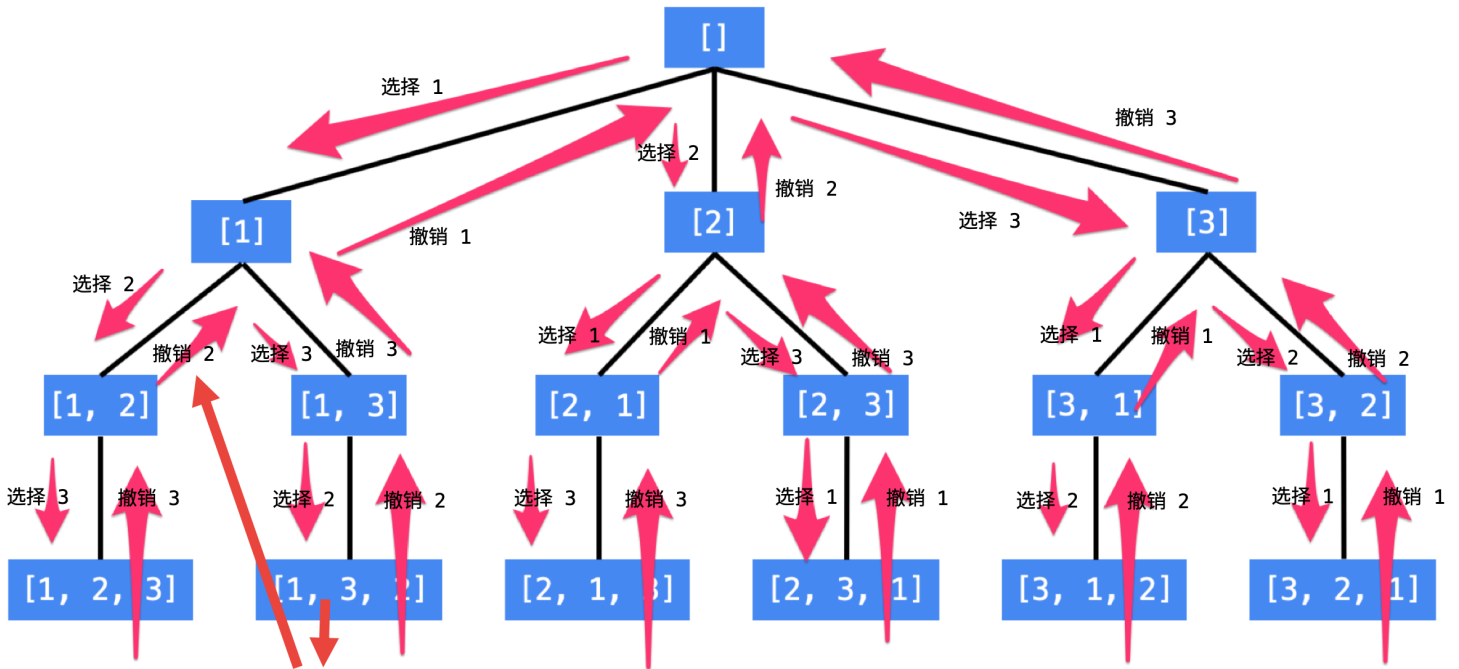 []
选择 1
撤销 3
选择 2
撤销 2
撤销 1
选择 3
[1]
[2]
[3]
选择 2
撤销 2
选择 3
撤销 3
选择 1
撤销 1
选择 3
撤销 3
选择 1
撤销 1
选择 2
撤销 2
[1, 2]
[1, 3]
[2, 1]
[2, 3]
[3, 1]
[3, 2]
选择 3
撤销 3
选择 2
撤销 2
选择 3
撤销 3
选择 1
撤销 1
选择 2
撤销 2
选择 1
撤销 1
[1, 2, 3]
[1, 3, 2]
[2, 1, 3]
[2, 3, 1]
[3, 1, 2]
[3, 2, 1]